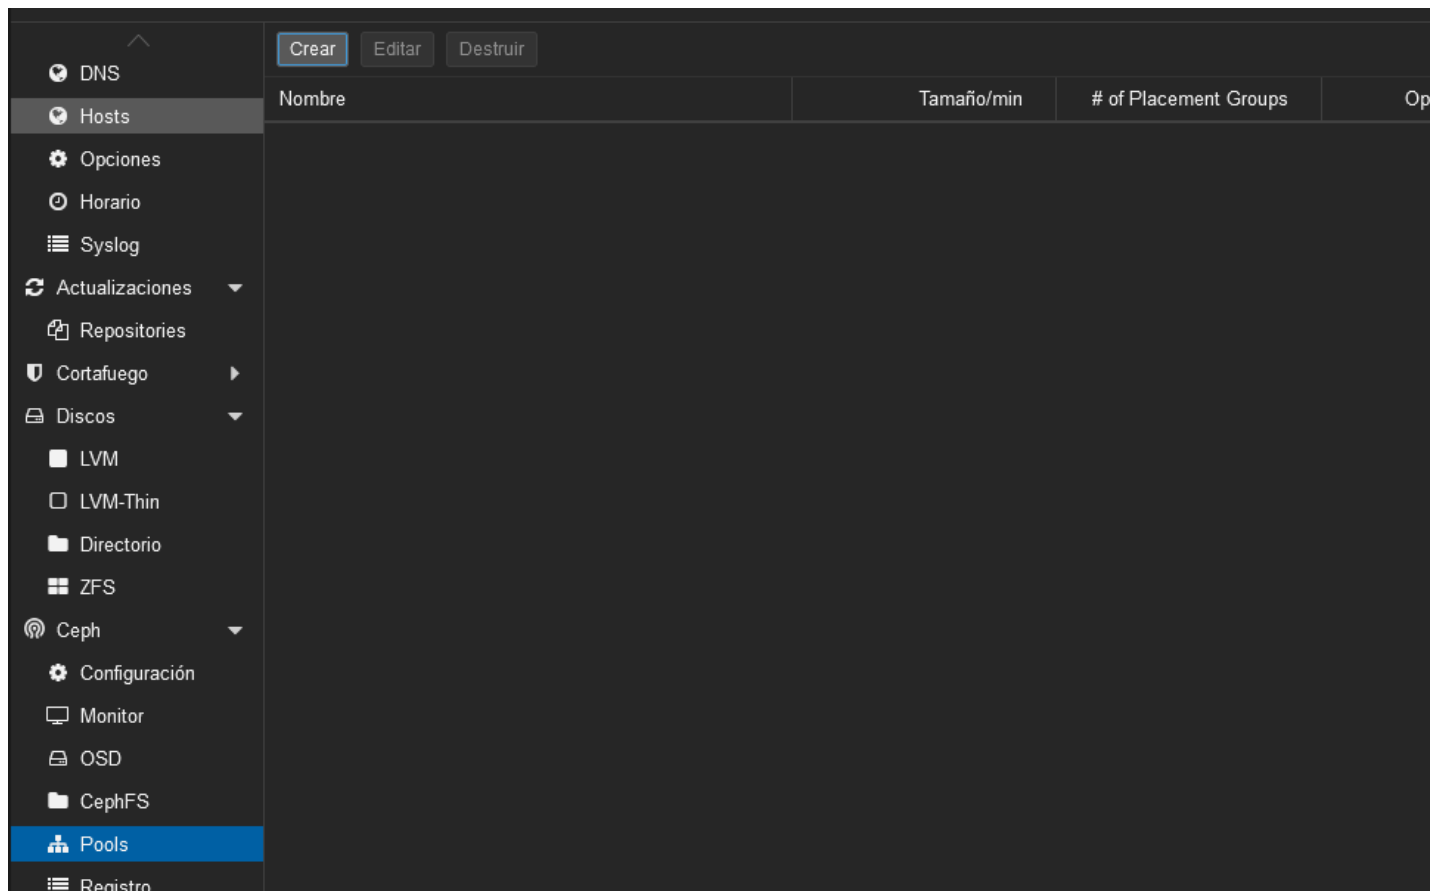 Crear Editar Destruir
Nombre Tamaño/min # of Placement Groups Op
DNS
Hosts
Opciones
Horario
Syslog
Actualizaciones
Repositories
Cortafuego
Discos
LVM
LVM-Thin
Directorio
ZFS
Ceph
Configuración
Monitor
OSD
CephFS
Pools
Registro